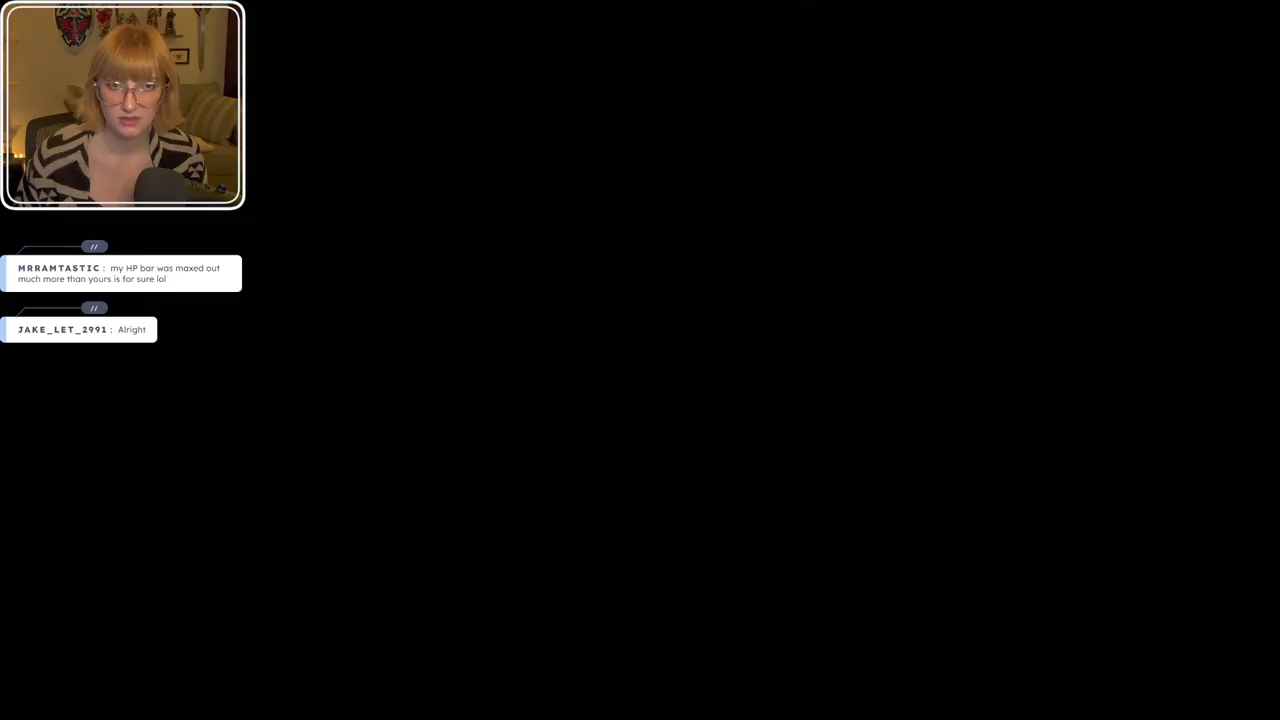 //
MRRAMTASTIC : my HP bar was maxed out
much more than yours is for sure lol
//
JAKE_LET_2991 : Alright